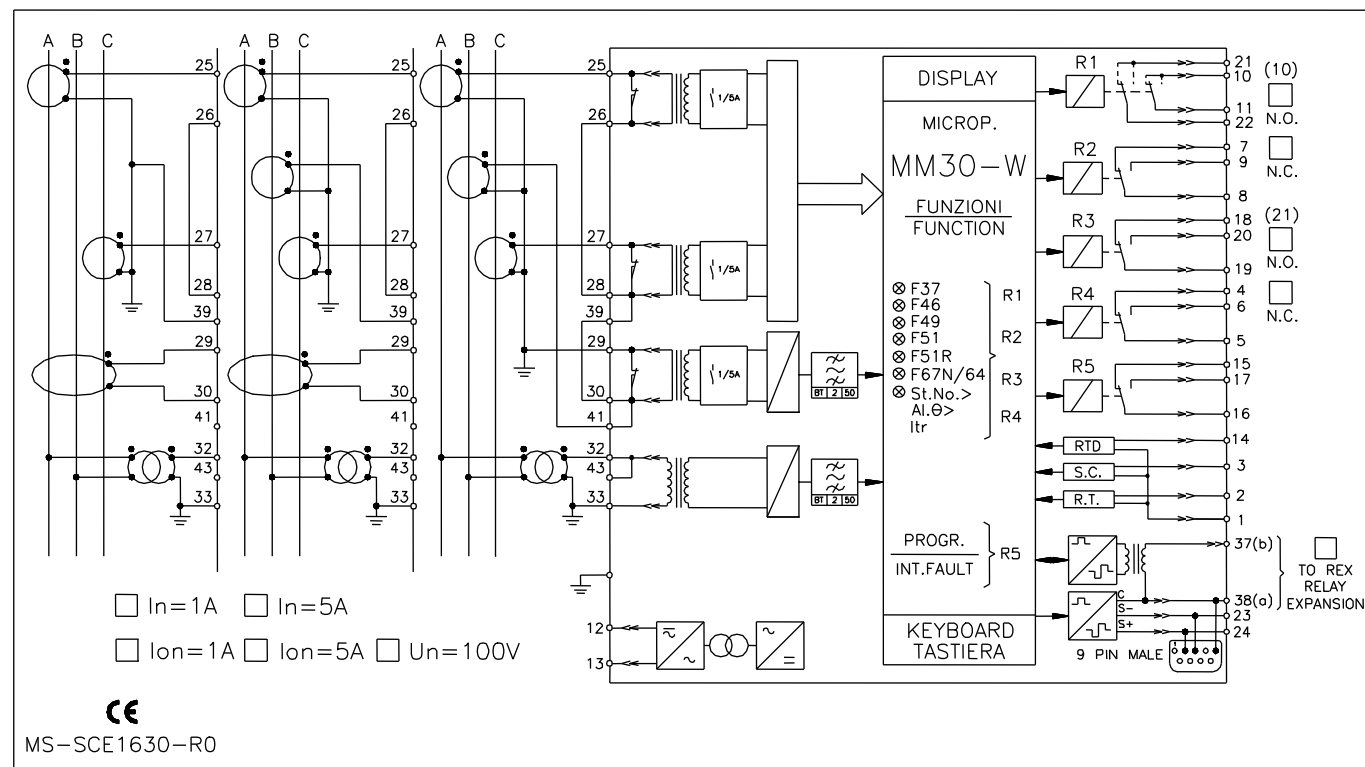 A B C A B C A B C
25 25 25
26 26 26
27 27 27
28 28 28
39 39 39
29 29 29
30 30 30
41 41 41
32 32 32
43 43 43
33 33 33
12
13
1/5A
1/5A
1/5A
BT 2 50
BT 2 50
DISPLAY
MICROP.
MM30-W
FUNZIONI
FUNCTION
F37
F46
F49
F51
F51R
F67N/64
St.No.>
Al.Θ>
Itr
R1
R2
R3
R4
PROGR.
INT.FAULT
R5
KEYBOARD
TASTIERA
R1
R2
R3
R4
R5
RTD
S.C.
R.T.
C
S-
S+
9 PIN MALE
21
10
11
22
7
9
8
18
20
19
4
6
5
15
17
16
14
3
2
1
37(b)
38(a)
23
24
(10)
N.O.
N.C.
(21)
N.O.
N.C.
TO REX
RELAY
EXPANSION
In=1A In=5A
Ion=1A Ion=5A Un=100V
CE
MS-SCE1630-R0